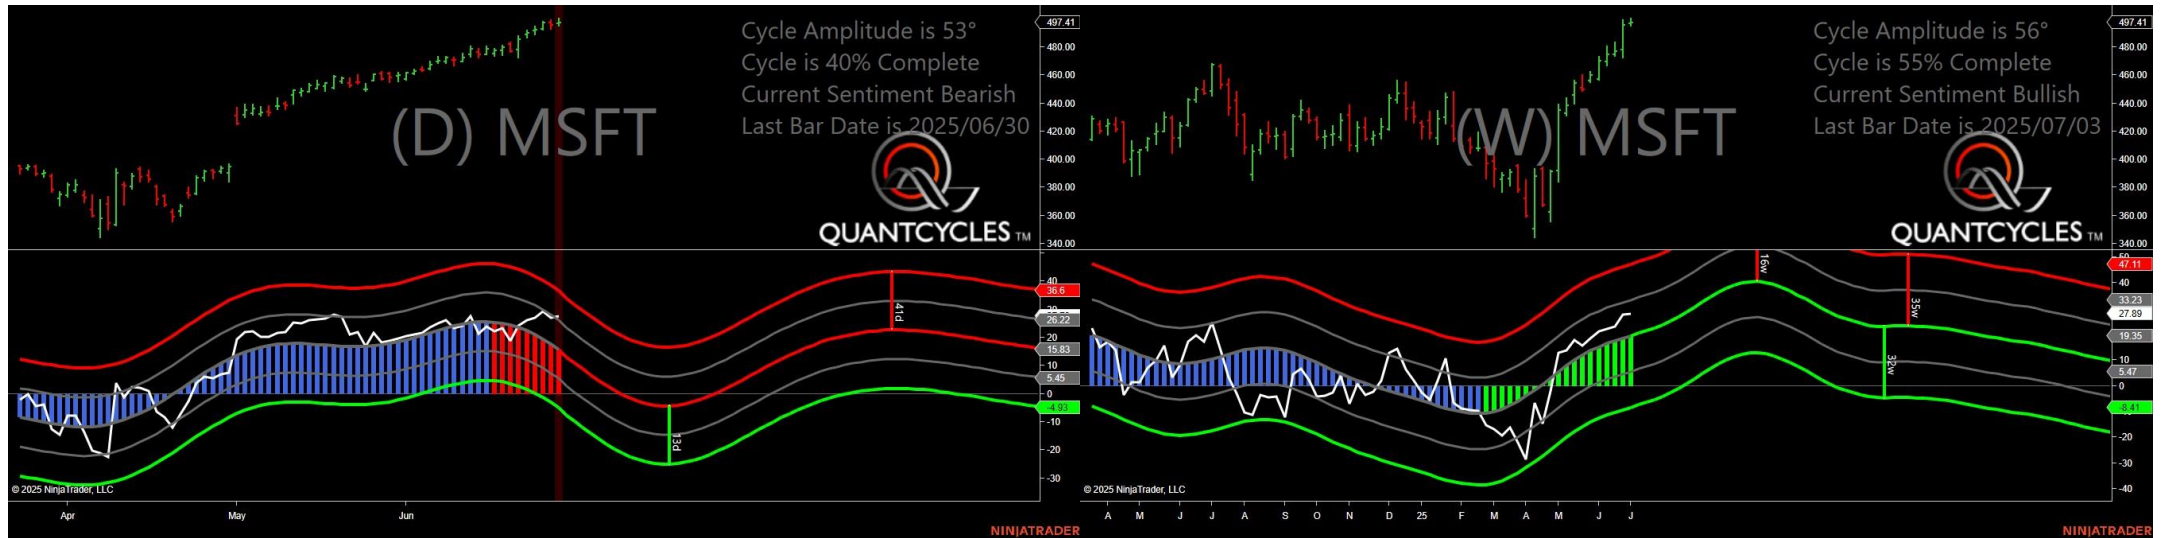 Cycle Amplitude is 53°
Cycle is 40% Complete
Current Sentiment Bearish
Last Bar Date is 2025/06/30
(D) MSFT
QUANTCYCLES TM
497.41
480.00
460.00
440.00
420.00
400.00
380.00
360.00
340.00
40
36.6
26.22
20
15.83
10
5.45
0
-4.93
-10
-20
-30
41d
13d
© 2025 NinjaTrader, LLC
Apr
May
Jun
NINJATRADER
Cycle Amplitude is 56°
Cycle is 55% Complete
Current Sentiment Bullish
Last Bar Date is 2025/07/03
(W) MSFT
QUANTCYCLES TM
497.41
480.00
460.00
440.00
420.00
400.00
380.00
360.00
340.00
47.11
40
33.23
27.89
19.35
10
5.47
0
-8.41
-20
-30
-40
16w
35w
32w
© 2025 NinjaTrader, LLC
A M J J A S O N D 25 F M A M J J
NINJATRADER